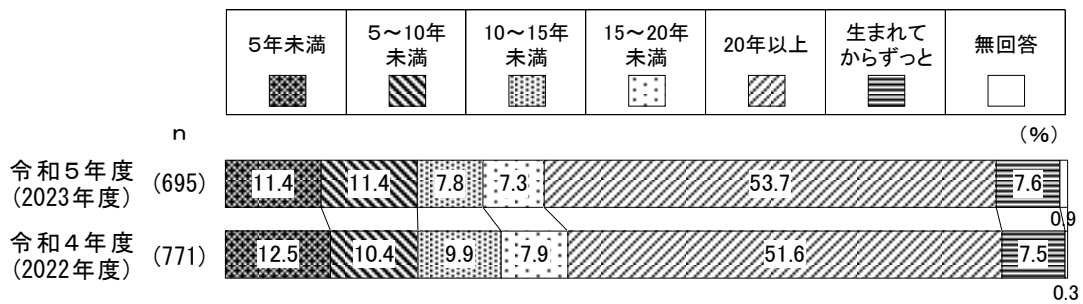 5年未満
5～10年
未満
10～15年
未満
15～20年
未満
20年以上
生まれて
からずっと
無回答
n
(%)
令和5年度
(2023年度)
(695)
11.4
11.4
7.8
7.3
53.7
7.6
0.9
令和4年度
(2022年度)
(771)
12.5
10.4
9.9
7.9
51.6
7.5
0.3